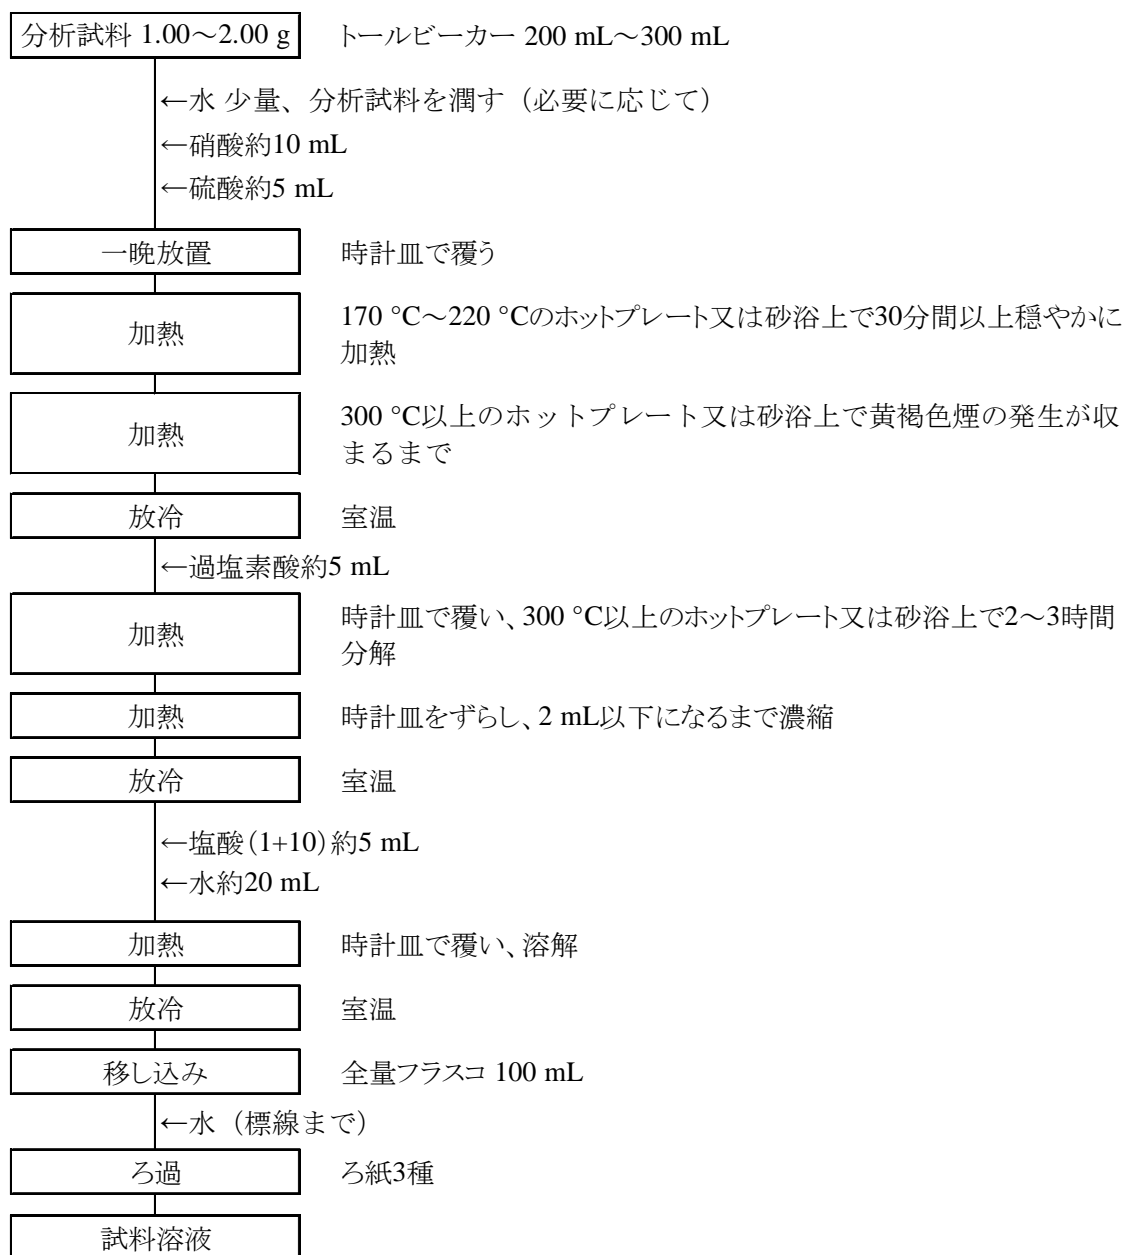 分析試料 1.00～2.00 g トールビーカー 200 mL～300 mL
←水 少量、分析試料を潤す（必要に応じて）
←硝酸約10 mL
←硫酸約5 mL
一晩放置 時計皿で覆う
加熱 170 °C～220 °Cのホットプレート又は砂浴上で30分間以上穏やかに
加熱
加熱 300 °C以上のホットプレート又は砂浴上で黄褐色煙の発生が収
まるまで
放冷 室温
←過塩素酸約5 mL
加熱 時計皿で覆い、300 °C以上のホットプレート又は砂浴上で2～3時間
分解
加熱 時計皿をずらし、2 mL以下になるまで濃縮
放冷 室温
←塩酸（1+10）約5 mL
←水約20 mL
加熱 時計皿で覆い、溶解
放冷 室温
移し込み 全量フラスコ 100 mL
←水（標線まで）
ろ過 ろ紙3種
試料溶液